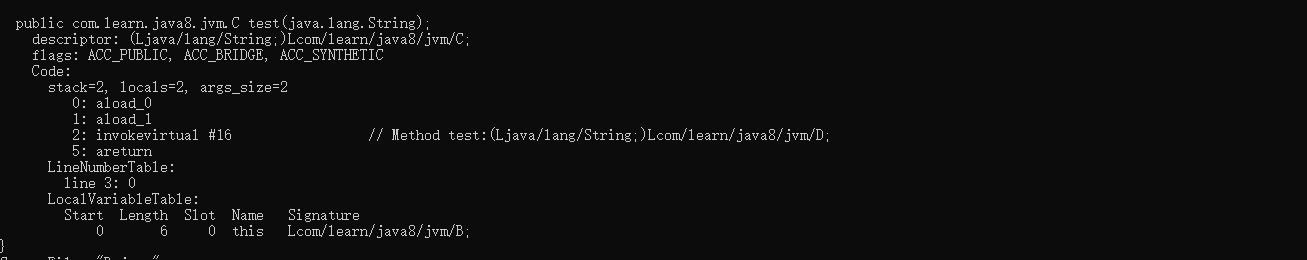 public com.learn.java8.jvm.C test(java.lang.String);
descriptor: (Ljava/lang/String;)Lcom/learn/java8/jvm/C;
flags: ACC_PUBLIC, ACC_BRIDGE, ACC_SYNTHETIC
Code:
stack=2, locals=2, args_size=2
0: aload_0
1: aload_1
2: invokevirtual #16 // Method test:(Ljava/lang/String;)Lcom/learn/java8/jvm/D;
5: areturn
LineNumberTable:
line 3: 0
LocalVariableTable:
Start Length Slot Name Signature
0 6 0 this Lcom/learn/java8/jvm/B;
}